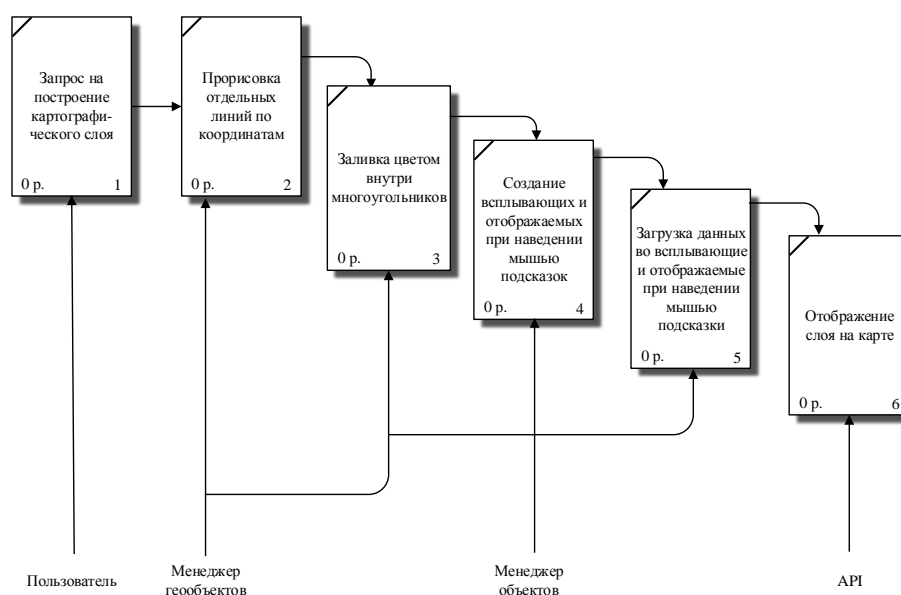 Запрос на
построение
картографи-
ческого слоя
0 р. 1
Прорисовка
отдельных
линий по
координатам
0 р. 2
Заливка цветом
внутри
многоугольников
0 р. 3
Создание
всплывающих и
отображаемых
при наведении
мышью
подсказок
0 р. 4
Загрузка данных
во всплывающие
и отображаемые
при наведении
мышью
подсказки
0 р. 5
Отображение
слоя на карте
0 р. 6
Пользователь
Менеджер
геообъектов
Менеджер
объектов
API